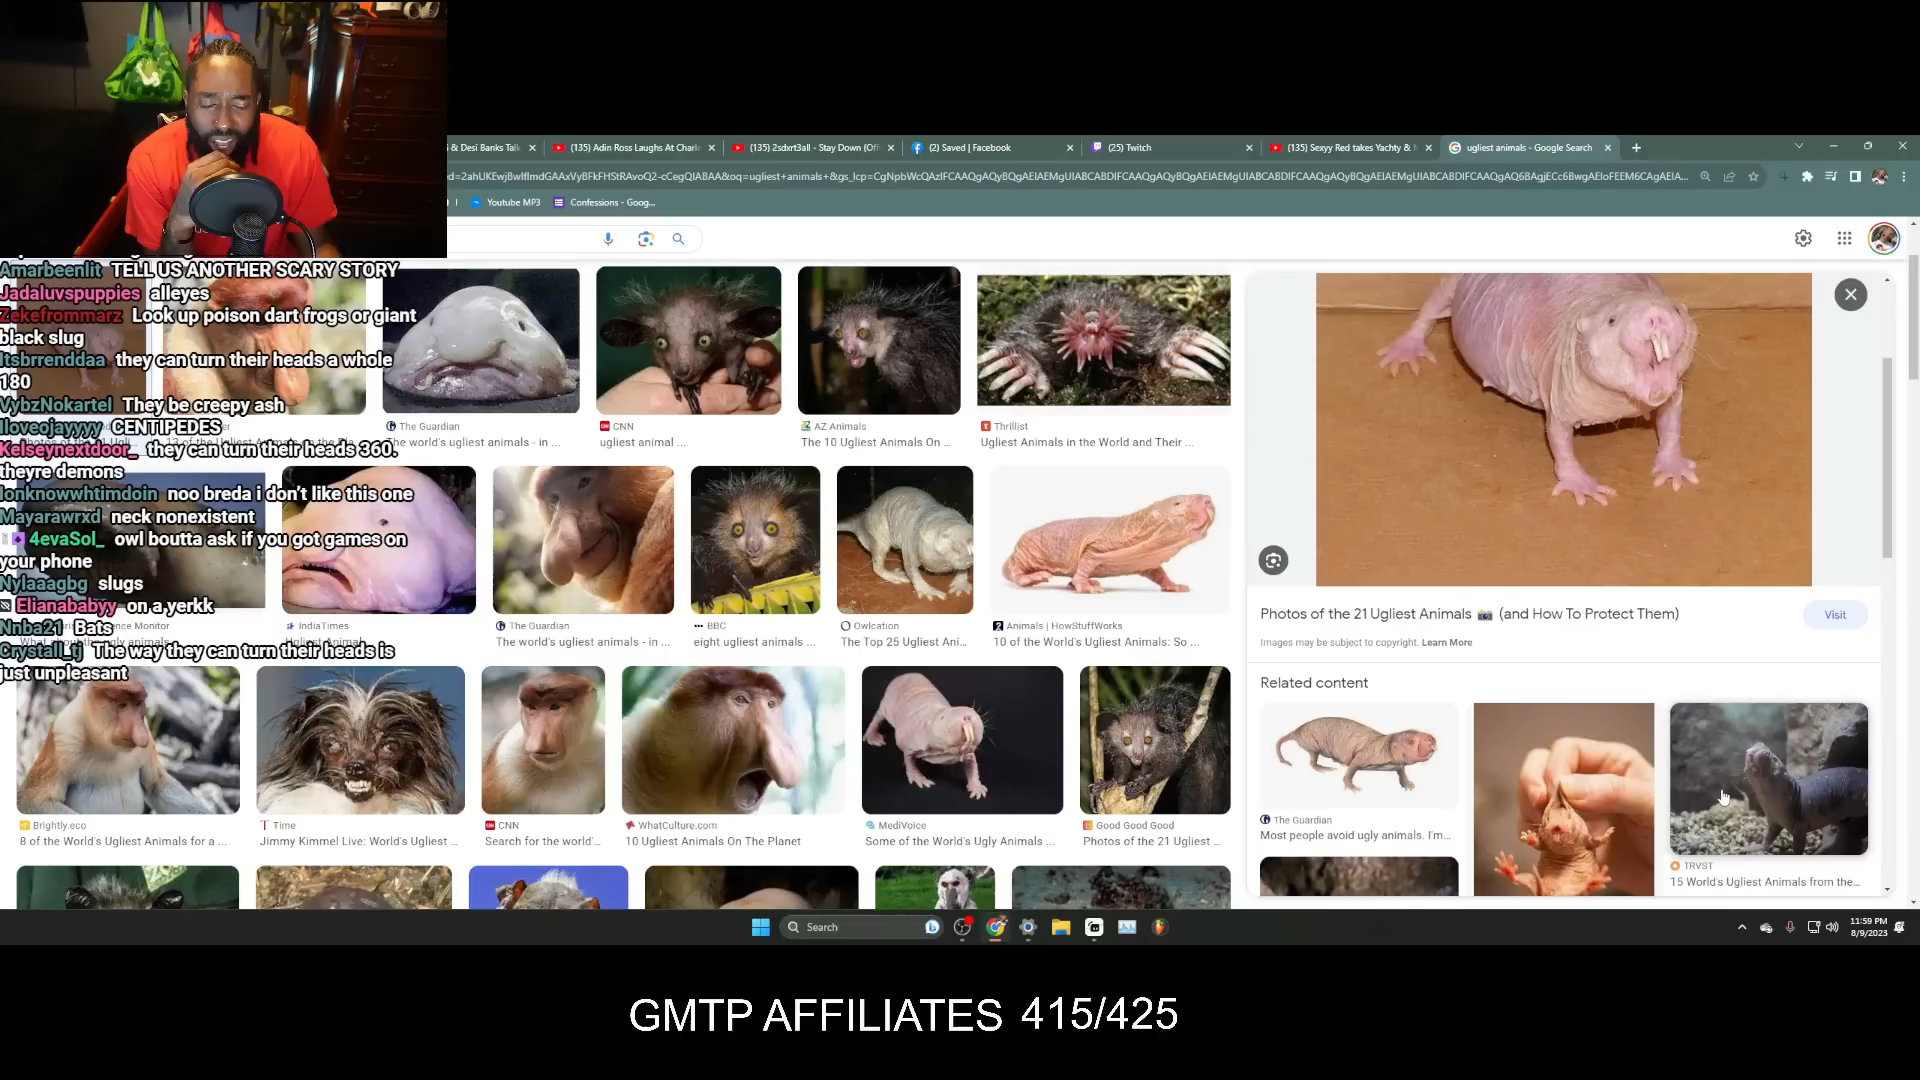 & Desi Banks Talk
(135) Adin Ross Laughs At Charl
(135) 2sdxrt3all - Stay Down (Off
(2) Saved | Facebook
(25) Twitch
(135) Sexyy Red takes Yachty &
ugliest animals - Google Search
Youtube MP3
Confessions - Goog...
Amarbeenlit TELL US ANOTHER SCARY STORY
Jadaluvspuppies alleyes
Zekefrommarz Look up poison dart frogs or giant
black slug
Itsbrrenddaa they can turn their heads a whole
180
VybzNokartel They be creepy ash
Iloveojayyyy CENTIPEDES
Kelseynextdoor_ they can turn their heads 360.
theyre demons
Ionknowwhtimdoin noo breda i don't like this one
Mayarawrxd neck nonexistent
4evaSol_ owl boutta ask if you got games on
your phone
Nylaaagbg slugs
Elianababyy on a yerkk
Nnba21 Bats
Crystall_tj The way they can turn their heads is
just unpleasant
The Guardian
The world's ugliest animals - in ...
CNN
ugliest animal ...
AZ Animals
The 10 Ugliest Animals On ...
Thrillist
Ugliest Animals in the World and Their ...
IndiaTimes
Ugliest Animal
The Guardian
The world's ugliest animals - in ...
BBC
eight ugliest animals ...
Owlcation
The Top 25 Ugliest Ani...
Animals | HowStuffWorks
10 of the World's Ugliest Animals: So ...
Brightly.eco
8 of the World's Ugliest Animals for a ...
Time
Jimmy Kimmel Live: World's Ugliest ...
CNN
Search for the world'...
WhatCulture.com
10 Ugliest Animals On The Planet
MediVoice
Some of the World's Ugly Animals ...
Good Good Good
Photos of the 21 Ugliest ...
Photos of the 21 Ugliest Animals 📸 (and How To Protect Them)
Visit
Images may be subject to copyright. Learn More
Related content
The Guardian
Most people avoid ugly animals. I'm...
TRVST
15 World's Ugliest Animals from the...
Search
11:59 PM
8/9/2023
GMTP AFFILIATES 415/425